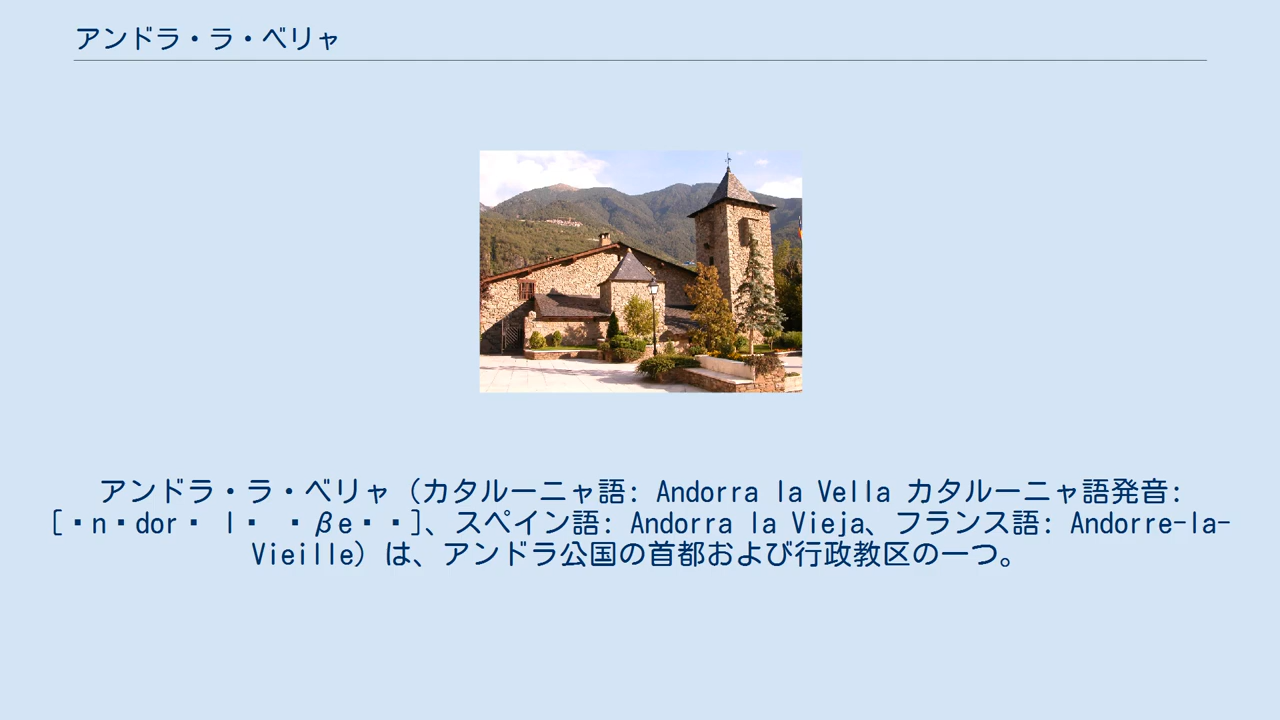 アンドラ・ラ・ベリャ
アンドラ・ラ・ベリャ（カタルーニャ語: Andorra la Vella カタルーニャ語発音:
[▪n▪dor▪ l▪ ▪βe▪▪]、スペイン語: Andorra la Vieja、フランス語: Andorre-la-
Vieille）は、アンドラ公国の首都および行政教区の一つ。